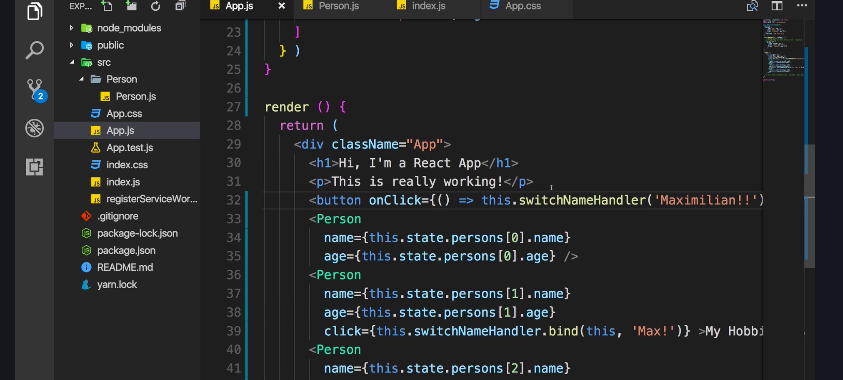 EXP...
App.js
Person.js
index.js
App.css
node_modules
public
src
Person
Person.js
App.css
App.js
App.test.js
index.css
index.js
registerServiceWor...
.gitignore
package-lock.json
package.json
README.md
yarn.lock
2
23 ]
24 } )
25 }
26
27 render () {
28 return (
29 <div className="App">
30 <h1>Hi, I'm a React App</h1>
31 <p>This is really working!</p>
32 <button onClick={() => this.switchNameHandler('Maximilian!!')
33 <Person
34 name={this.state.persons[0].name}
35 age={this.state.persons[0].age} />
36 <Person
37 name={this.state.persons[1].name}
38 age={this.state.persons[1].age}
39 click={this.switchNameHandler.bind(this, 'Max!')} >My Hobbi
40 <Person
41 name={this.state.persons[2].name}